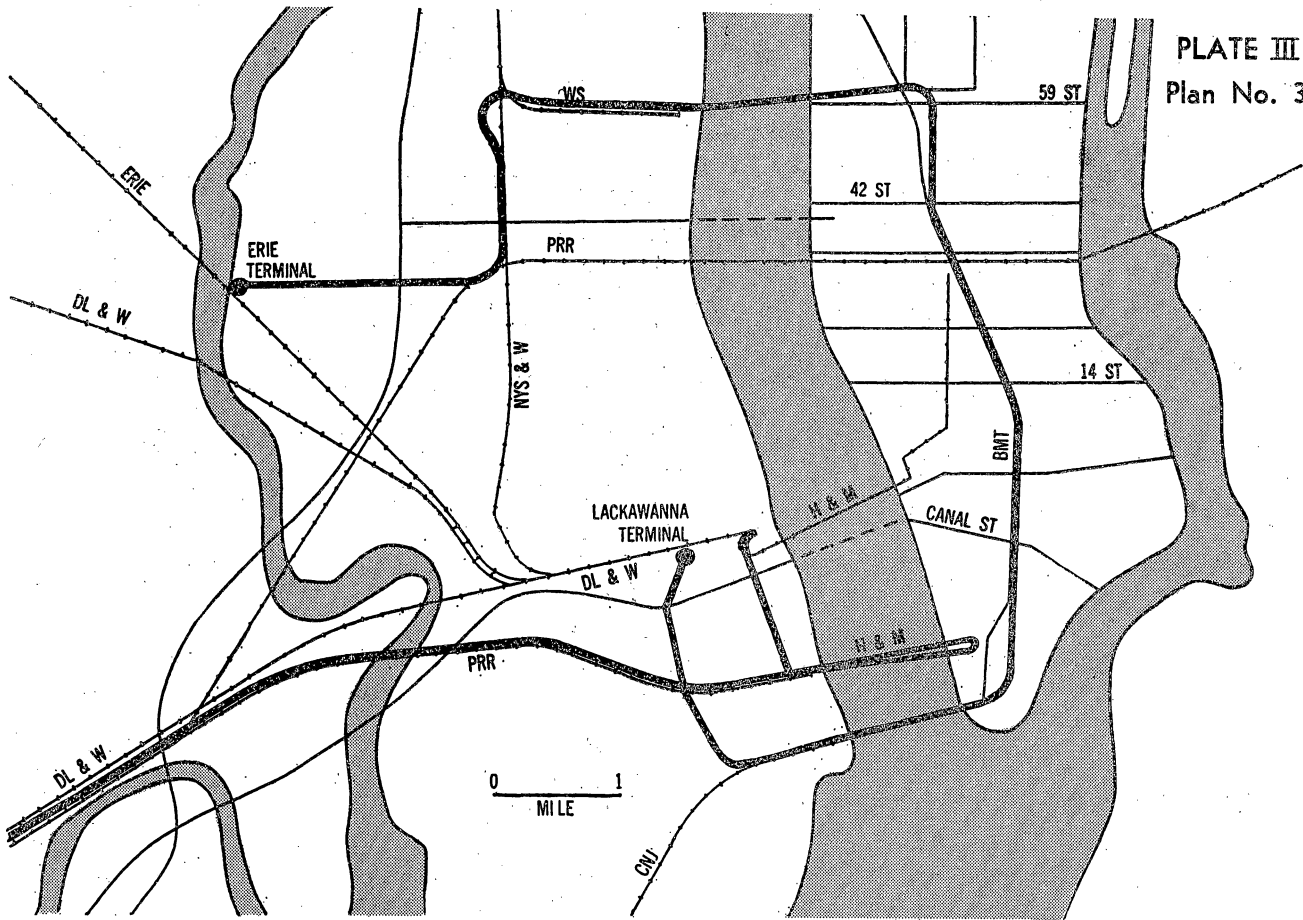 PLATE III
Plan No. 3
WS
59 ST
ERIE
42 ST
ERIE
TERMINAL
PRR
DL & W
NYS & W
14 ST
BMT
LACKAWANNA
TERMINAL
H & M
CANAL ST
DL & W
H & M
PRR
DL & W
0 1
MILE
CNJ